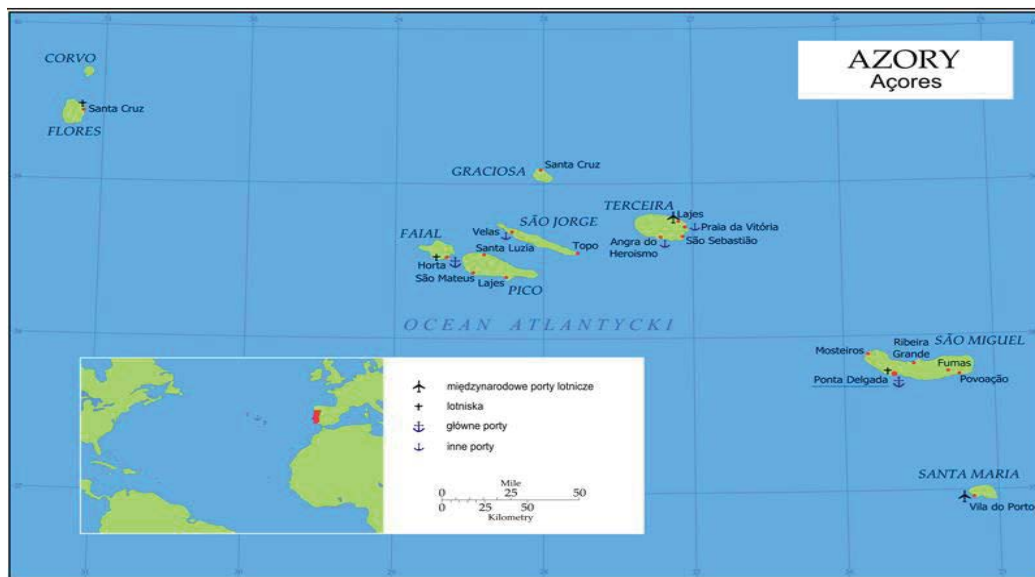 AZORY
Açores
CORVO
Santa Cruz
FLORES
GRACIOSA
Santa Cruz
TERCEIRA
Lajes
Praia da Vitória
São Sebastião
Angra do
Heroismo
SÃO JORGE
Velas
Topo
FAIAL
Horta
Santa Luzia
São Mateus
Lajes
PICO
OCEAN ATLANTYCKI
SÃO MIGUEL
Mosteiros
Ribeira
Grande
Fumas
Ponta Delgada
Povoação
SANTA MARIA
Vila do Porto
międzynarodowe porty lotnicze
lotniska
główne porty
inne porty
Mile
0 25 50
0 25 50
Kilometry